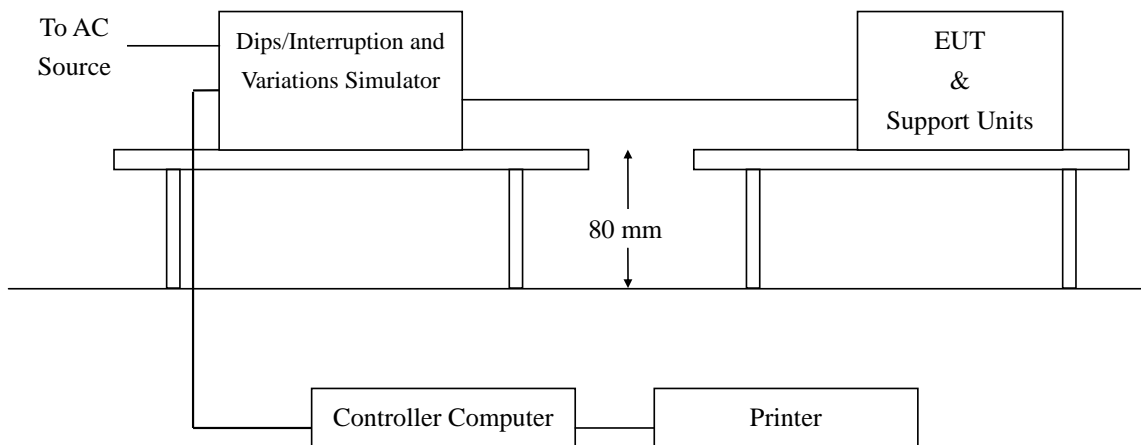 To AC
Source
Dips/Interruption and
Variations Simulator
EUT
&
Support Units
80 mm
Controller Computer
Printer